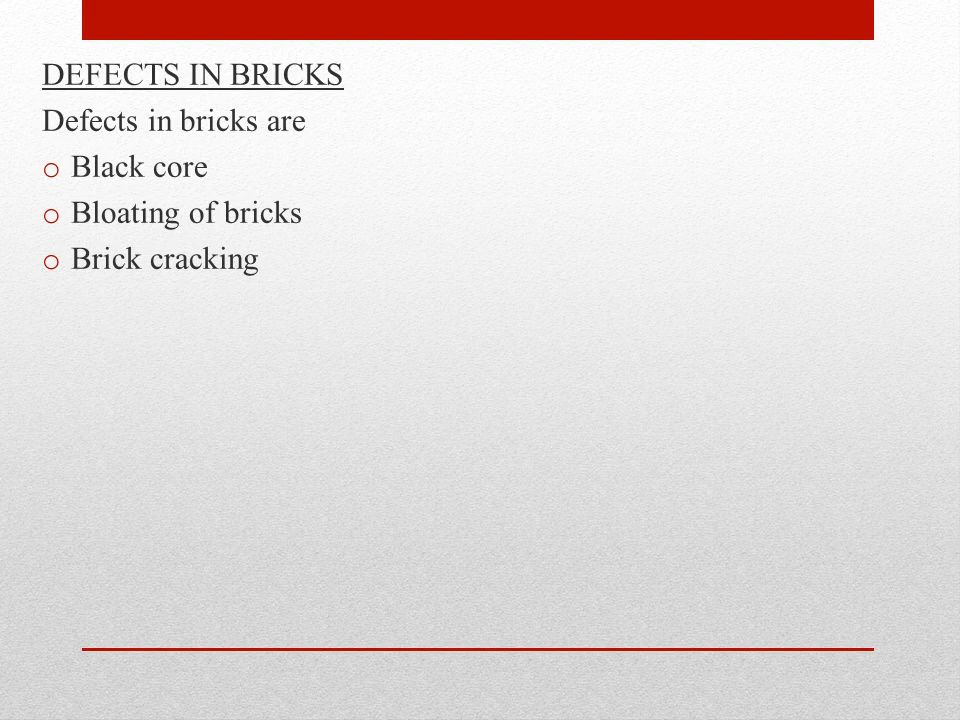 DEFECTS IN BRICKS
Defects in bricks are
o Black core
o Bloating of bricks
o Brick cracking